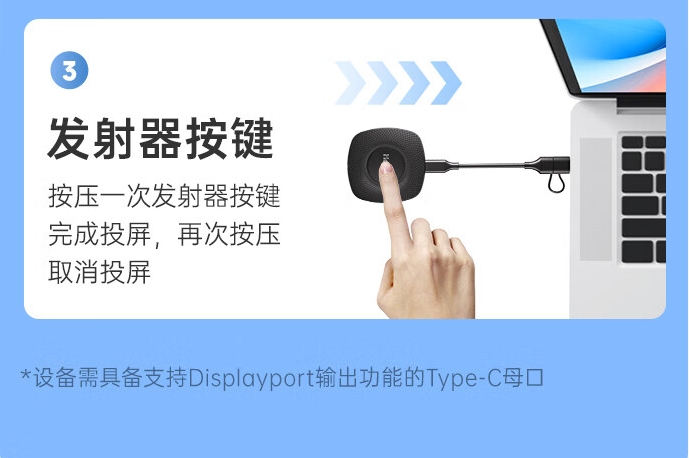 3
发射器按键
按压一次发射器按键
完成投屏，再次按压
取消投屏
*设备需具备支持Displayport输出功能的Type-C母口